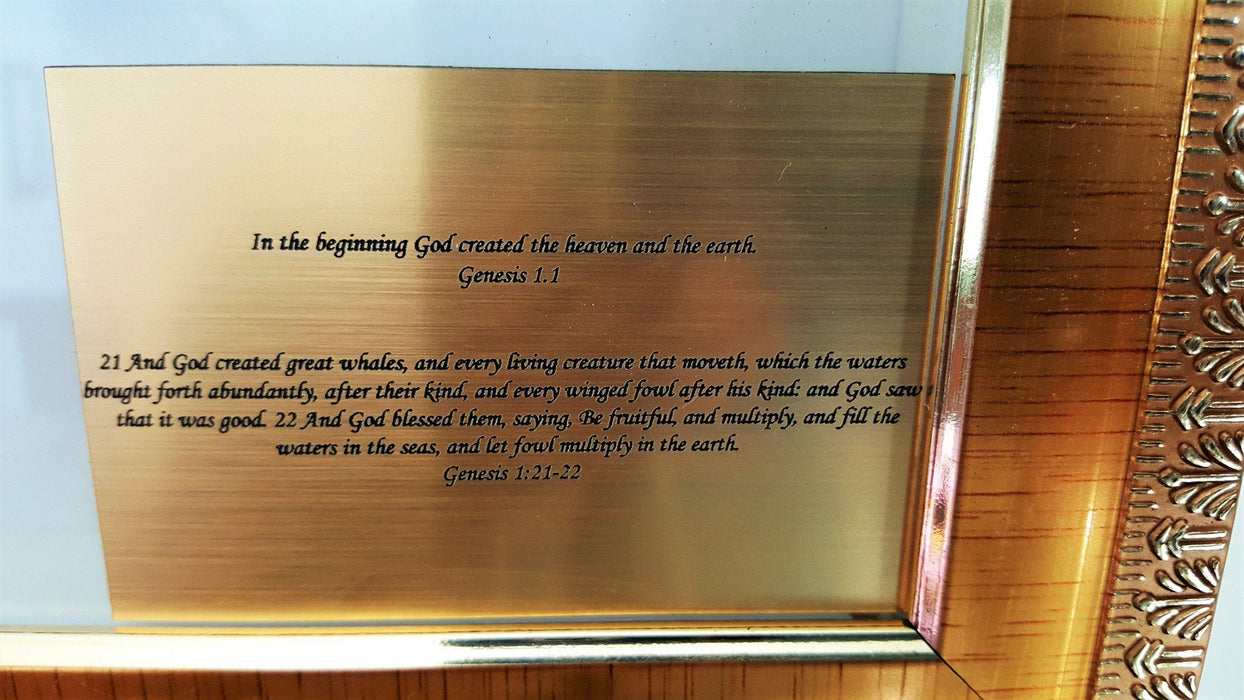 In the beginning God created the heaven and the earth.
Genesis 1.1
21 And God created great whales, and every living creature that moveth, which the waters
brought forth abundantly, after their kind, and every winged fowl after his kind: and God saw
that it was good. 22 And God blessed them, saying, Be fruitful, and multiply, and fill the
waters in the seas, and let fowl multiply in the earth.
Genesis 1:21-22